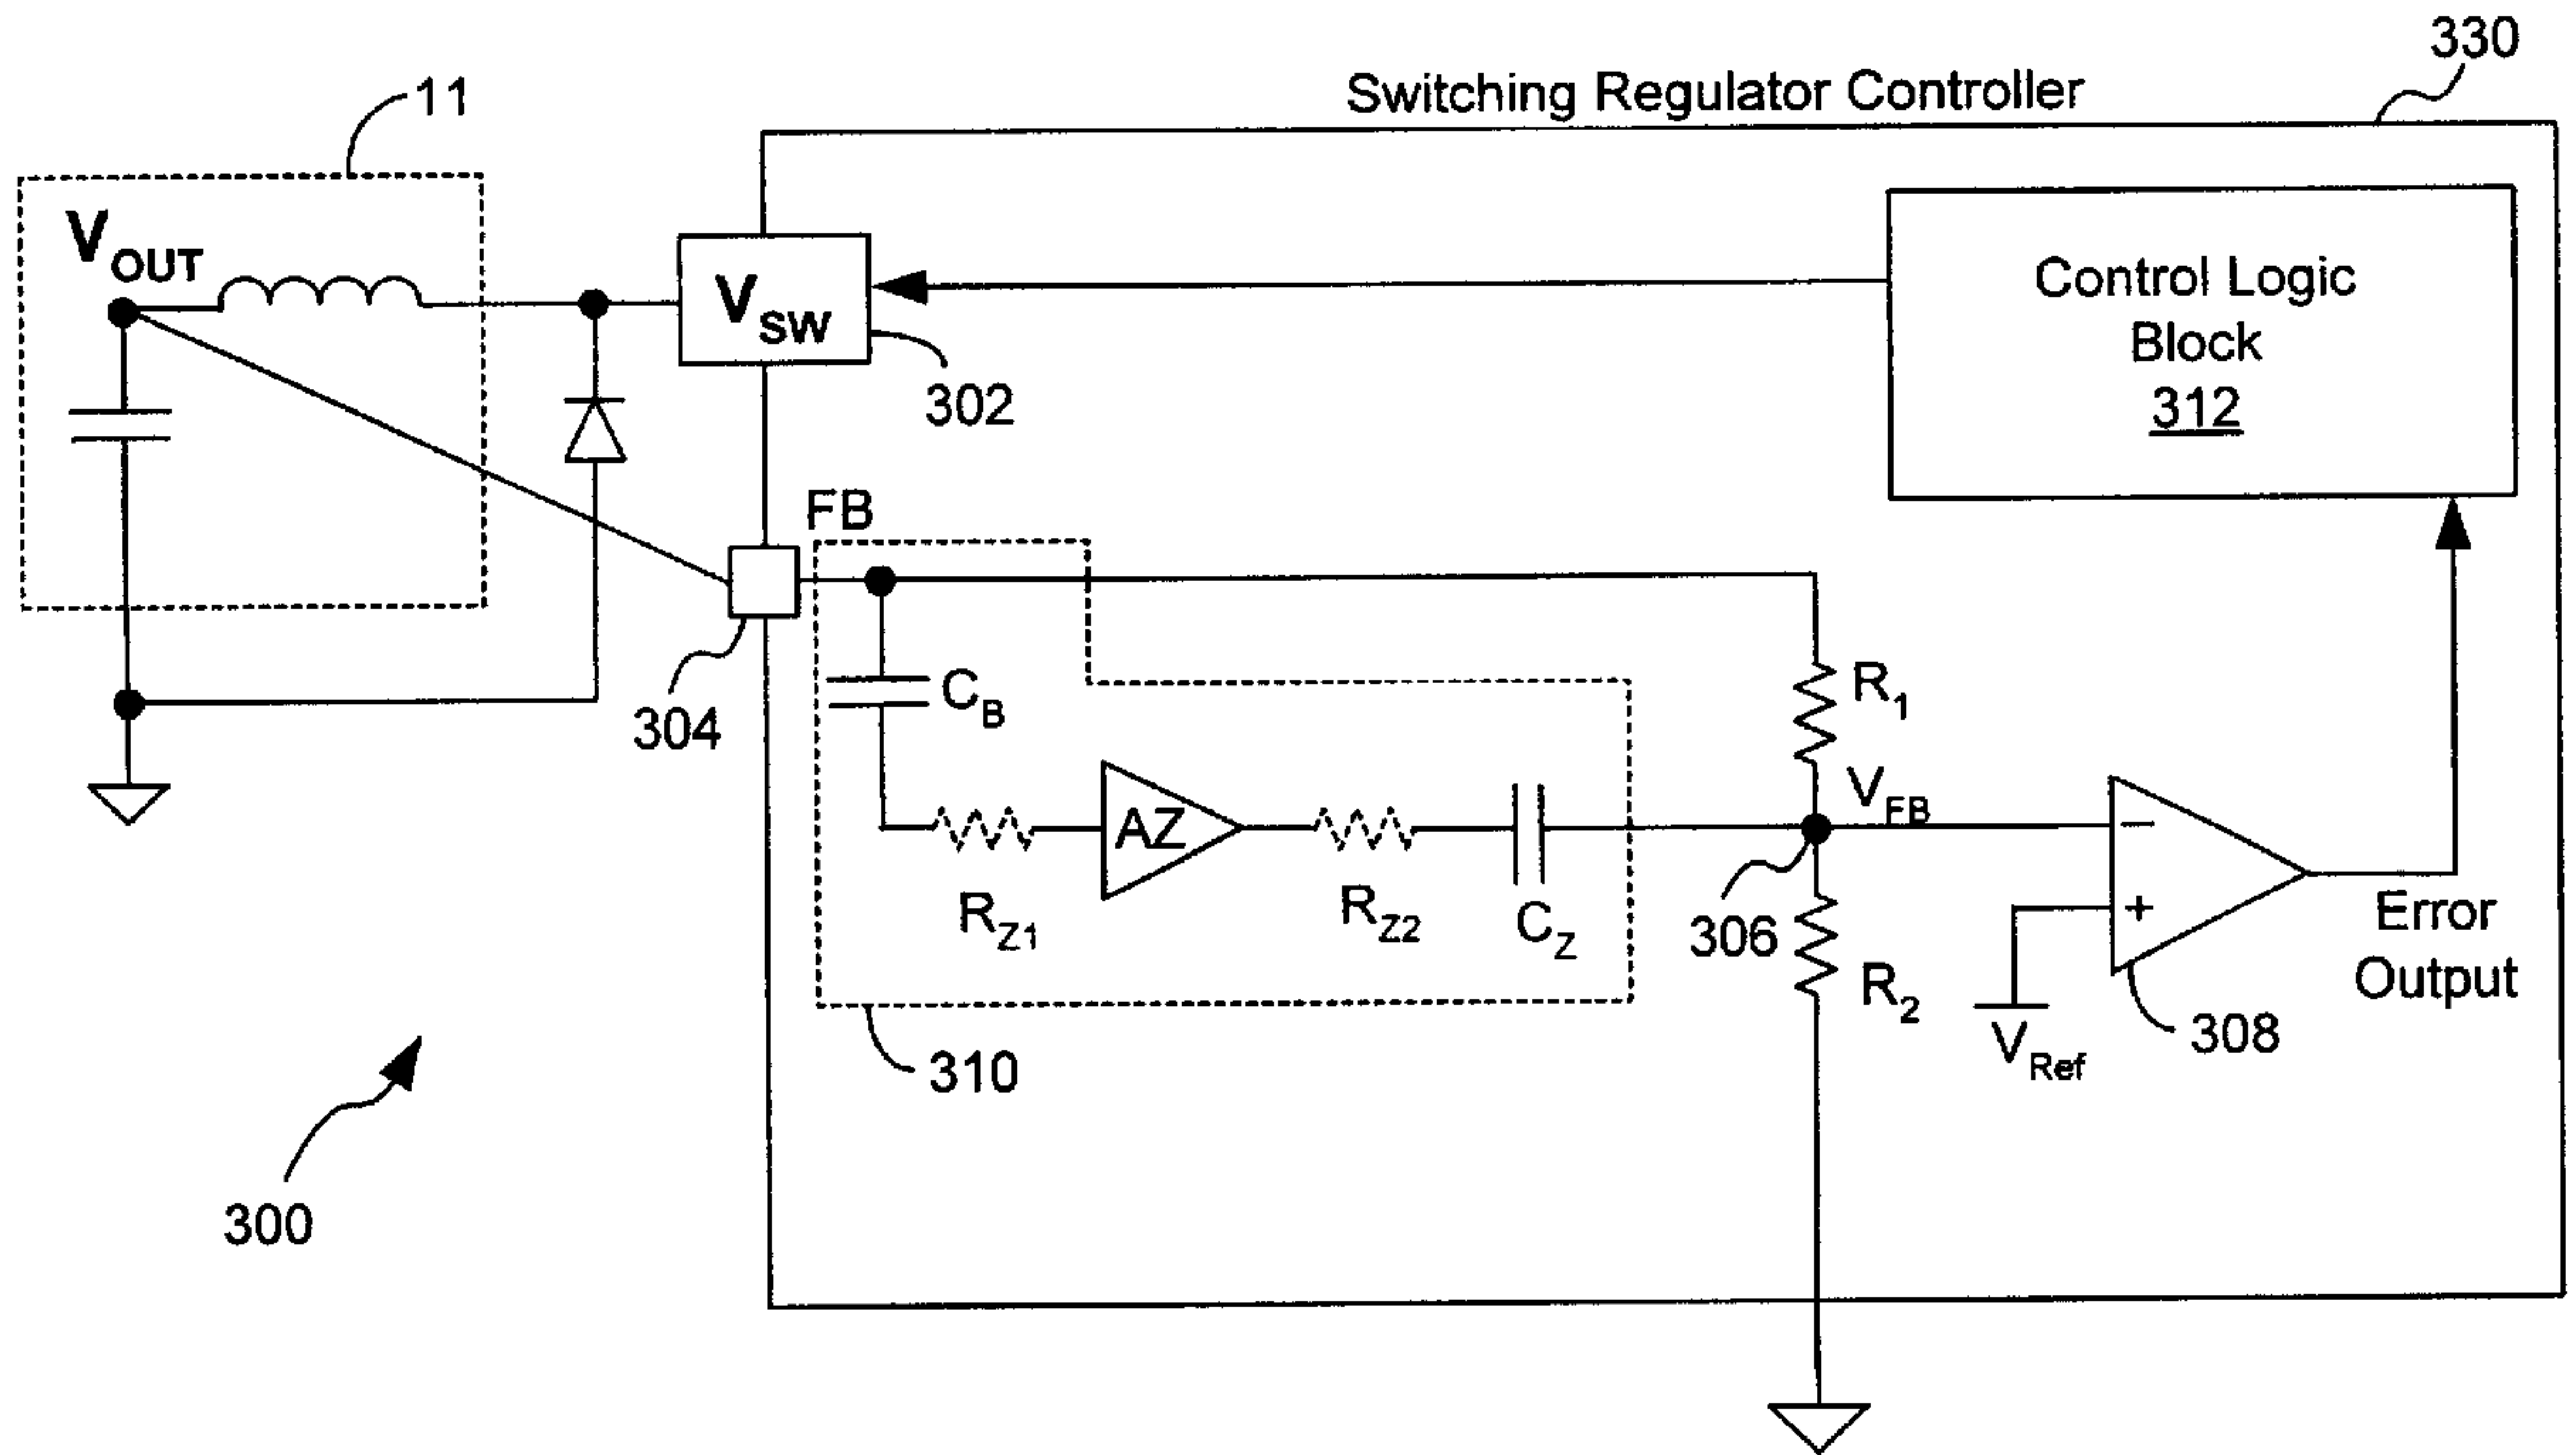 330
Switching Regulator Controller
11
VOUT
VSW
302
Control Logic
Block
312
FB
304
CB
R1
VFB
AZ
RZ1
RZ2
CZ
306
R2
−
+
VRef
308
Error
Output
310
300